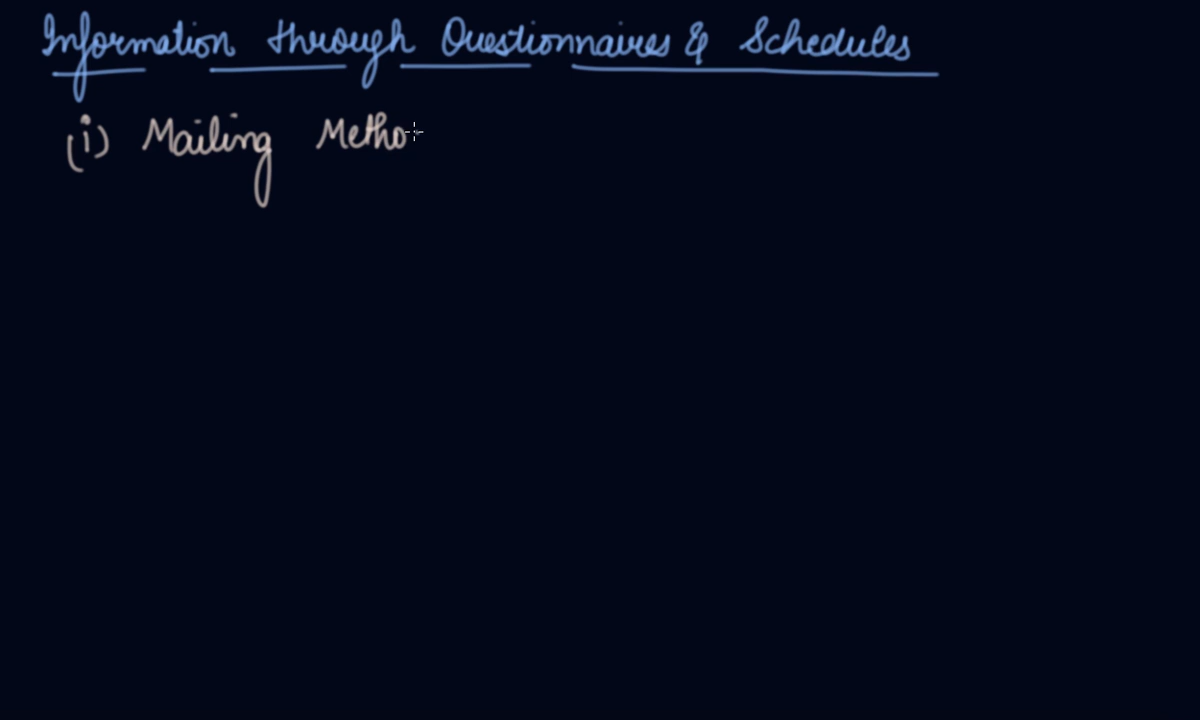 Information through Questionnaires & Schedules
(i) Mailing Metho